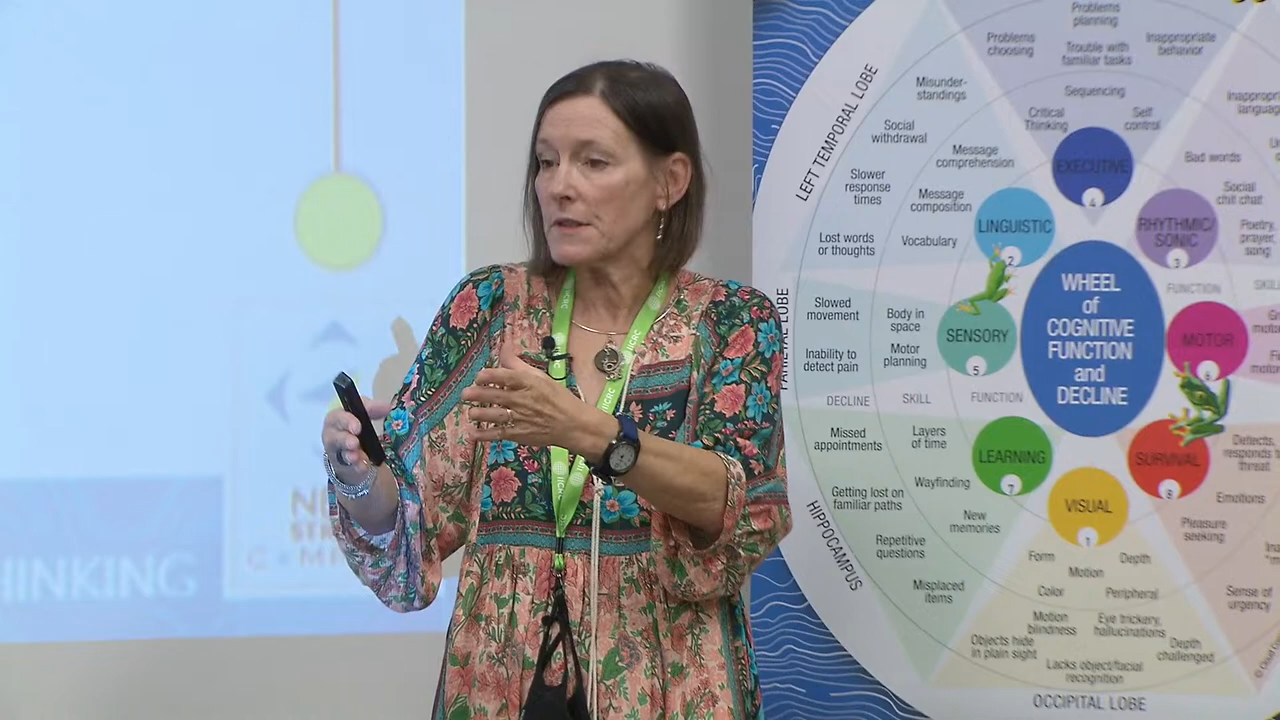 HINKING
Problems
planning
Problems
choosing
Trouble with
familiar tasks
Inappropriate
behavior
Misunder-
standings
Sequencing
Critical
Thinking
Self
control
Social
withdrawal
Message
comprehension
EXECUTIVE
4
Bad words
LEFT TEMPORAL LOBE
Slower
response
times
Message
composition
LINGUISTIC
2
RHYTHMIC/
SONIC
3
Social
chit chat
Poetry,
prayer,
song
Lost words
or thoughts
Vocabulary
WHEEL
of
COGNITIVE
FUNCTION
and
DECLINE
FUNCTION
Slowed
movement
Body in
space
SENSORY
5
MOTOR
6
Inability to
detect pain
Motor
planning
DECLINE
SKILL
FUNCTION
Missed
appointments
Layers
of time
LEARNING
7
SURVIVAL
8
Detects,
responds to
threat
Getting lost on
familiar paths
Wayfinding
VISUAL
1
Emotions
New
memories
Pleasure
seeking
HIPPOCAMPUS
Repetitive
questions
Form
Depth
Motion
Misplaced
items
Color
Peripheral
Sense of
urgency
Motion
blindness
Eye trickery,
hallucinations
Objects hide
in plain sight
Depth
challenged
Lacks object/facial
recognition
OCCIPITAL LOBE
IICRC